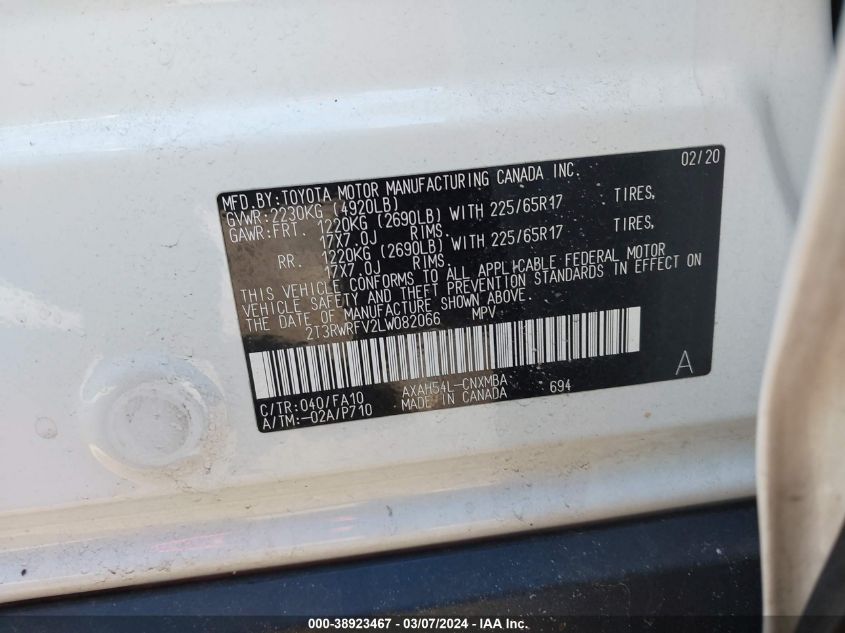 02/20
MFD.BY:TOYOTA MOTOR MANUFACTURING CANADA INC.
GVWR:2230KG (4920LB)
GAWR:FRT. 1220KG (2690LB) WITH 225/65R17 TIRES,
17X7.0J RIMS.
RR. 1220KG (2690LB) WITH 225/65R17 TIRES,
17X7.0J RIMS.
THIS VEHICLE CONFORMS TO ALL APPLICABLE FEDERAL MOTOR
VEHICLE SAFETY AND THEFT PREVENTION STANDARDS IN EFFECT ON
THE DATE OF MANUFACTURE SHOWN ABOVE.
2T3RWRFV2LW082066 MPV
A
C/TR:040/FA10 AXAH54L-CNXMBA 694
A/TM:-02A/P710 MADE IN CANADA
000-38923467 - 03/07/2024 - IAA Inc.